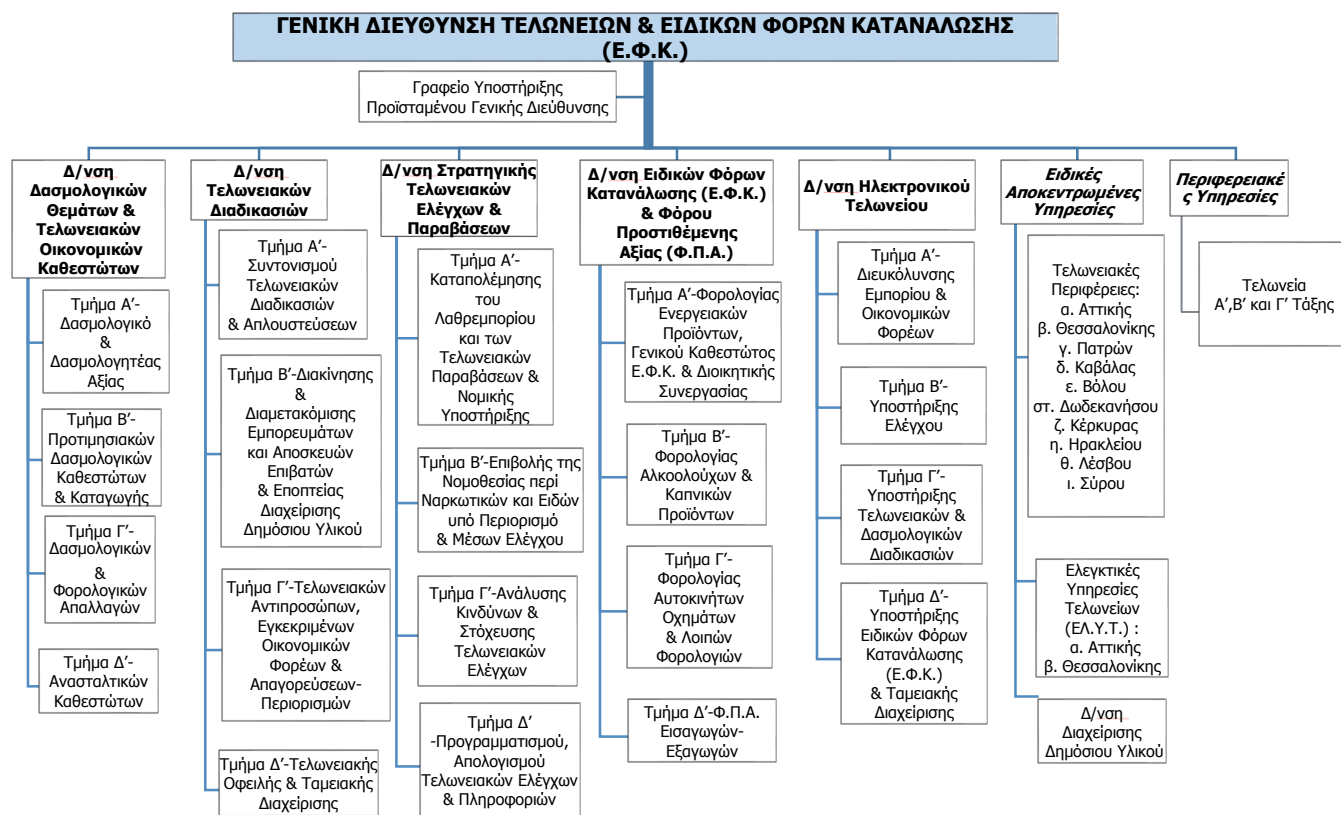 ΓΕΝΙΚΗ ΔΙΕΥΘΥΝΣΗ ΤΕΛΩΝΕΙΩΝ & ΕΙΔΙΚΩΝ ΦΟΡΩΝ ΚΑΤΑΝΑΛΩΣΗΣ
(Ε.Φ.Κ.)
Γραφείο Υποστήριξης
Προϊσταμένου Γενικής Διεύθυνσης
Δ/νση
Δασμολογικών
Θεμάτων &
Τελωνειακών
Οικονομικών
Καθεστώτων
Τμήμα Α’-
Δασμολογικό
&
Δασμολογητέας
Αξίας
Τμήμα Β’-
Προτιμησιακών
Δασμολογικών
Καθεστώτων
& Καταγωγής
Τμήμα Γ’-
Δασμολογικών
&
Φορολογικών
Απαλλαγών
Τμήμα Δ’-
Ανασταλτικών
Καθεστώτων
Δ/νση
Τελωνειακών
Διαδικασιών
Τμήμα Α’-
Συντονισμού
Τελωνειακών
Διαδικασιών
& Απλουστεύσεων
Τμήμα Β’-Διακίνησης
&
Διαμετακόμισης
Εμπορευμάτων
και Αποσκευών
Επιβατών
& Εποπτείας
Διαχείρισης
Δημόσιου Υλικού
Τμήμα Γ’-Τελωνειακών
Αντιπροσώπων,
Εγκεκριμένων
Οικονομικών
Φορέων &
Απαγορεύσεων-
Περιορισμών
Τμήμα Δ’-Τελωνειακής
Οφειλής & Ταμειακής
Διαχείρισης
Δ/νση Στρατηγικής
Τελωνειακών
Ελέγχων &
Παραβάσεων
Τμήμα Α’-
Καταπολέμησης
του
Λαθρεμπορίου
και των
Τελωνειακών
Παραβάσεων &
Νομικής
Υποστήριξης
Τμήμα Β’-Επιβολής της
Νομοθεσίας περί
Ναρκωτικών και Ειδών
υπό Περιορισμό
& Μέσων Ελέγχου
Τμήμα Γ’-Ανάλυσης
Κινδύνων &
Στόχευσης
Τελωνειακών
Ελέγχων
Τμήμα Δ’
-Προγραμματισμού,
Απολογισμού
Τελωνειακών Ελέγχων
& Πληροφοριών
Δ/νση Ειδικών Φόρων
Κατανάλωσης (Ε.Φ.Κ.)
& Φόρου
Προστιθέμενης
Αξίας (Φ.Π.Α.)
Τμήμα Α’-Φορολογίας
Ενεργειακών
Προϊόντων,
Γενικού Καθεστώτος
Ε.Φ.Κ. & Διοικητικής
Συνεργασίας
Τμήμα Β’-
Φορολογίας
Αλκοολούχων &
Καπνικών
Προϊόντων
Τμήμα Γ’-
Φορολογίας
Αυτοκινήτων
Οχημάτων
& Λοιπών
Φορολογιών
Τμήμα Δ’-Φ.Π.Α.
Εισαγωγών-
Εξαγωγών
Δ/νση Ηλεκτρονικού
Τελωνείου
Τμήμα Α’-
Διευκόλυνσης
Εμπορίου &
Οικονομικών
Φορέων
Τμήμα Β’-
Υποστήριξης
Ελέγχου
Τμήμα Γ’-
Υποστήριξης
Τελωνειακών &
Δασμολογικών
Διαδικασιών
Τμήμα Δ’-
Υποστήριξης
Ειδικών Φόρων
Κατανάλωσης
(Ε.Φ.Κ.)
& Ταμειακής
Διαχείρισης
Ειδικές
Αποκεντρωμένες
Υπηρεσίες
Τελωνειακές
Περιφέρειες:
α. Αττικής
β. Θεσσαλονίκης
γ. Πατρών
δ. Καβάλας
ε. Βόλου
στ. Δωδεκανήσου
ζ. Κέρκυρας
η. Ηρακλείου
θ. Λέσβου
ι. Σύρου
Ελεγκτικές
Υπηρεσίες
Τελωνείων
(ΕΛ.Υ.Τ.) :
α. Αττικής
β. Θεσσαλονίκης
Δ/νση
Διαχείρισης
Δημόσιου Υλικού
Περιφερειακέ
ς Υπηρεσίες
Τελωνεία
Α’,Β’ και Γ’ Τάξης